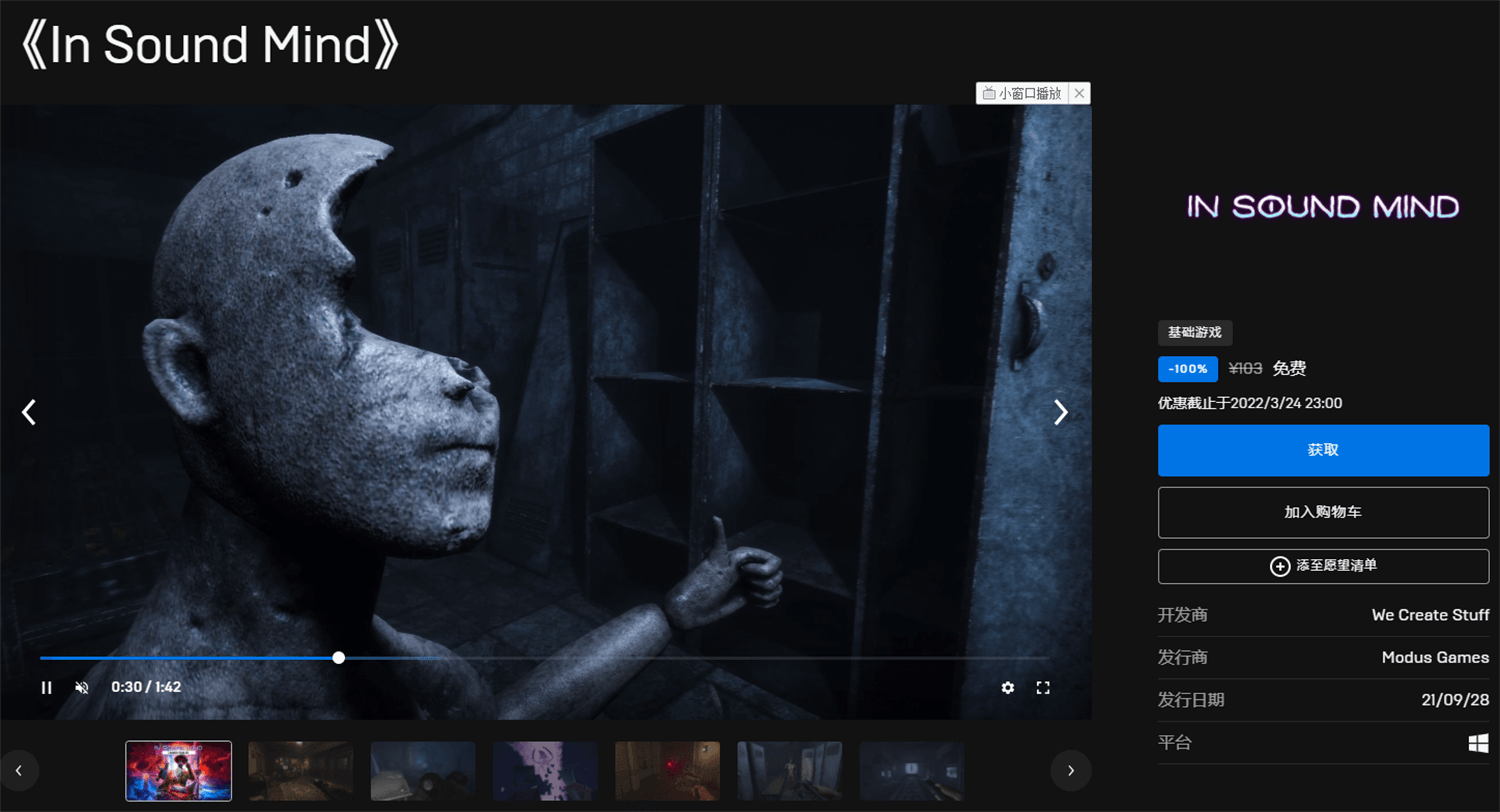 《In Sound Mind》
小窗口播放
IN SOUND MIND
基础游戏
-100% ¥103 免费
优惠截止于2022/3/24 23:00
获取
加入购物车
添至愿望清单
开发商 We Create Stuff
发行商 Modus Games
发行日期 21/09/28
平台
0:30 / 1:42
IN SOUND MIND